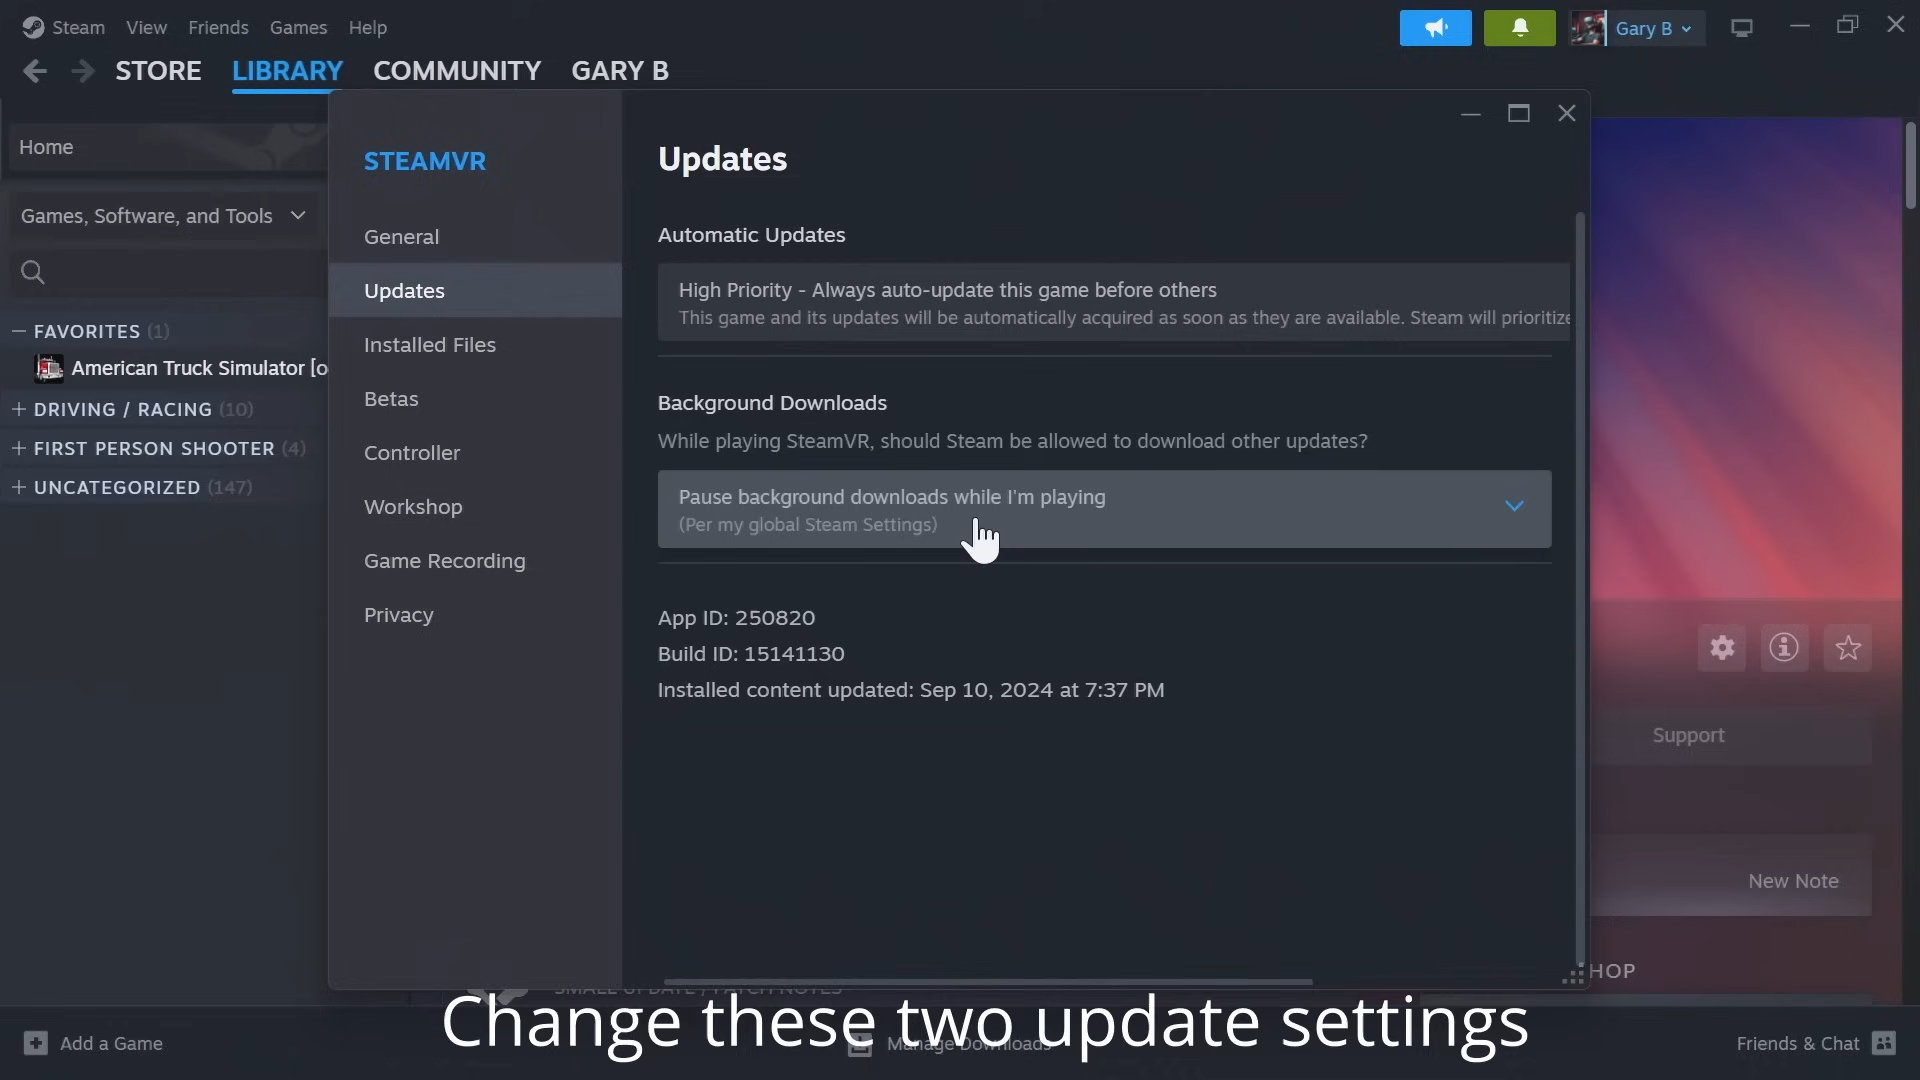 Steam View Friends Games Help
Gary B
STORE LIBRARY COMMUNITY GARY B
Home
Games, Software, and Tools
FAVORITES (1)
American Truck Simulator [o
DRIVING / RACING (10)
FIRST PERSON SHOOTER (4)
UNCATEGORIZED (147)
STEAMVR
General
Updates
Installed Files
Betas
Controller
Workshop
Game Recording
Privacy
Updates
Automatic Updates
High Priority - Always auto-update this game before others
This game and its updates will be automatically acquired as soon as they are available. Steam will prioritize
Background Downloads
While playing SteamVR, should Steam be allowed to download other updates?
Pause background downloads while I'm playing
(Per my global Steam Settings)
App ID: 250820
Build ID: 15141130
Installed content updated: Sep 10, 2024 at 7:37 PM
Support
New Note
HOP
SMALL UPDATE / PATCH NOTES
Change these two update settings
Add a Game
Manage Downloads
Friends & Chat